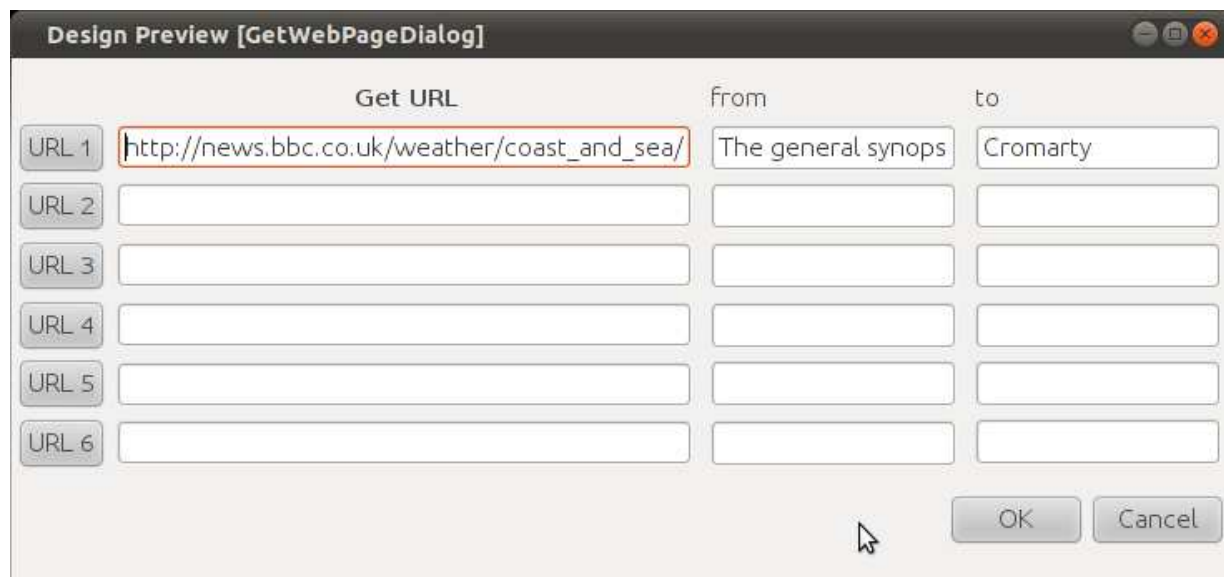 Design Preview [GetWebPageDialog]
Get URL from to
URL 1 http://news.bbc.co.uk/weather/coast_and_sea/ The general synops Cromarty
URL 2
URL 3
URL 4
URL 5
URL 6
OK Cancel